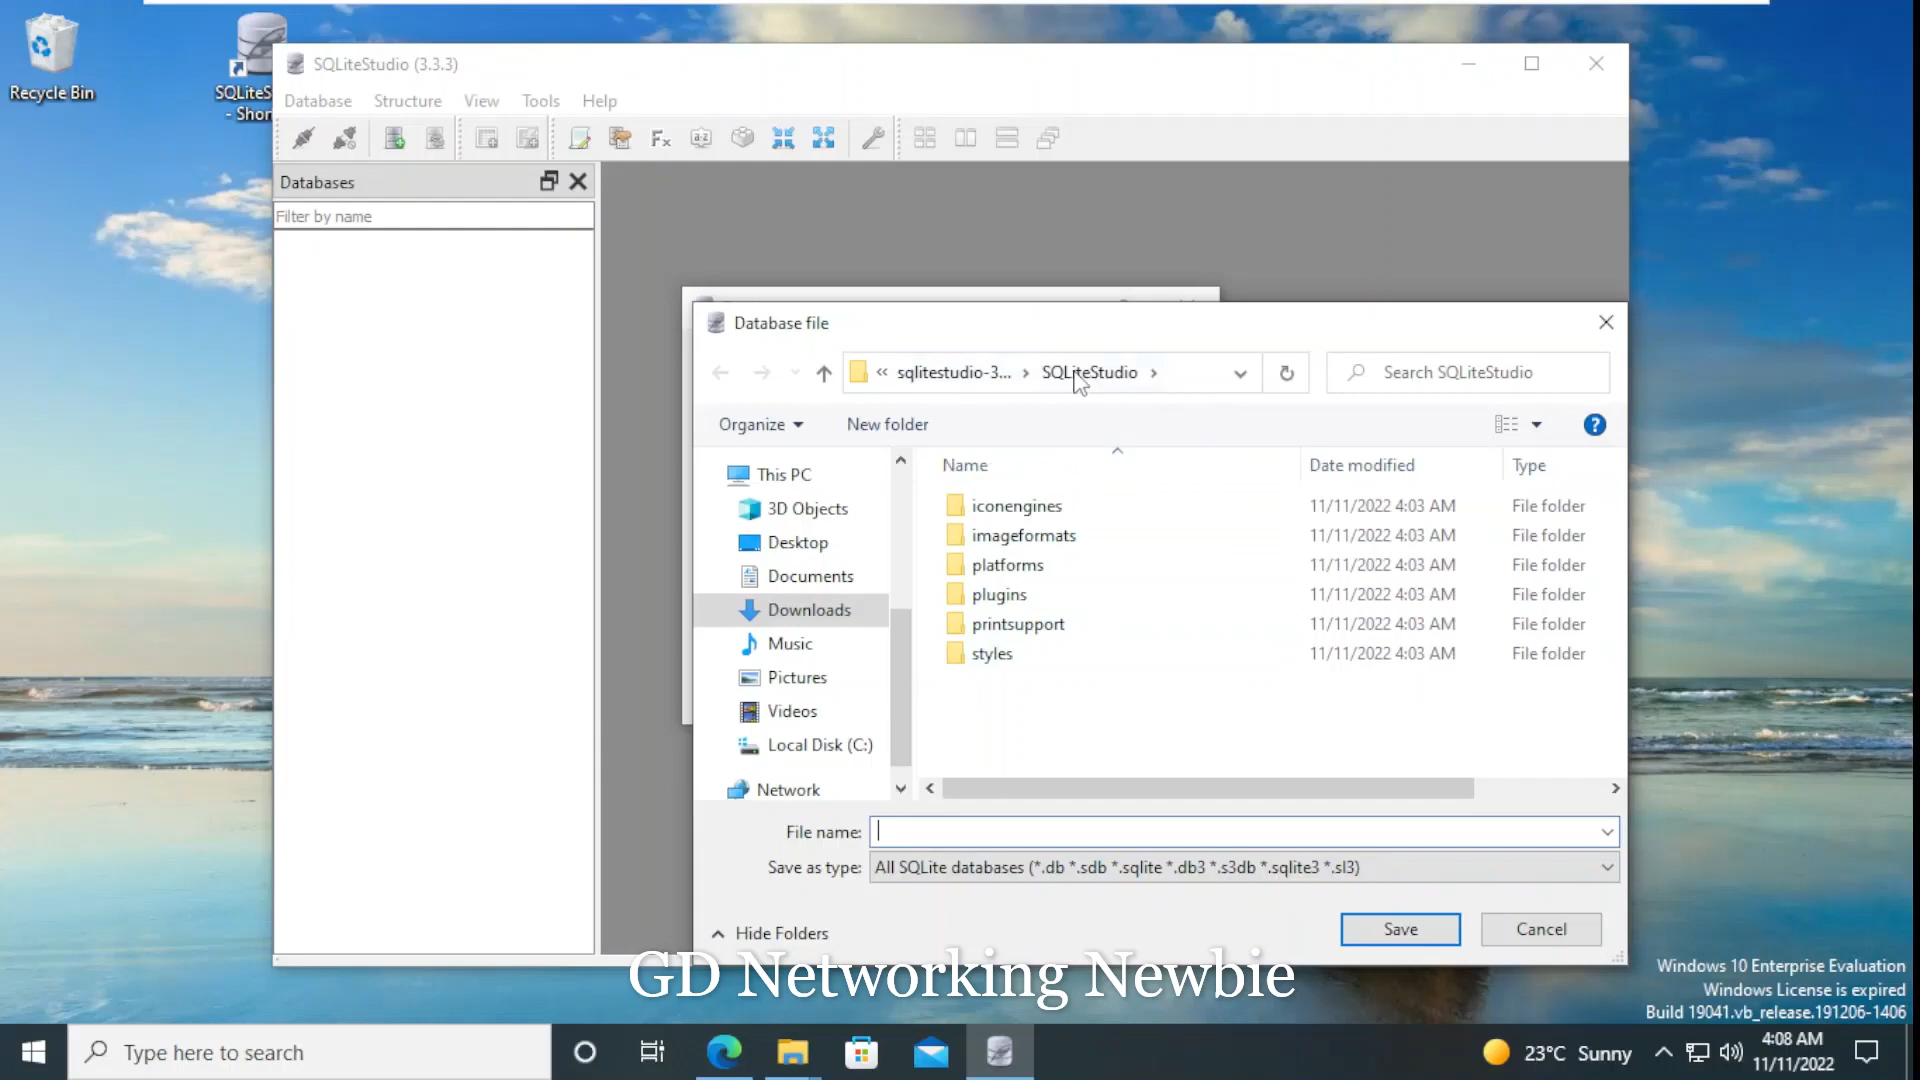 Recycle Bin
SQLiteS
- Shor
SQLiteStudio (3.3.3)
Database Structure View Tools Help
Databases
Filter by name
Database file
« sqlitestudio-3... › SQLiteStudio ›
Search SQLiteStudio
Organize
New folder
This PC
3D Objects
Desktop
Documents
Downloads
Music
Pictures
Videos
Local Disk (C:)
Network
Name Date modified Type
iconengines 11/11/2022 4:03 AM File folder
imageformats 11/11/2022 4:03 AM File folder
platforms 11/11/2022 4:03 AM File folder
plugins 11/11/2022 4:03 AM File folder
printsupport 11/11/2022 4:03 AM File folder
styles 11/11/2022 4:03 AM File folder
File name:
Save as type: All SQLite databases (*.db *.sdb *.sqlite *.db3 *.s3db *.sqlite3 *.sl3)
Hide Folders
Save
Cancel
GD Networking Newbie
Windows 10 Enterprise Evaluation
Windows License is expired
Build 19041.vb_release.191206-1406
Type here to search
23°C Sunny
4:08 AM
11/11/2022